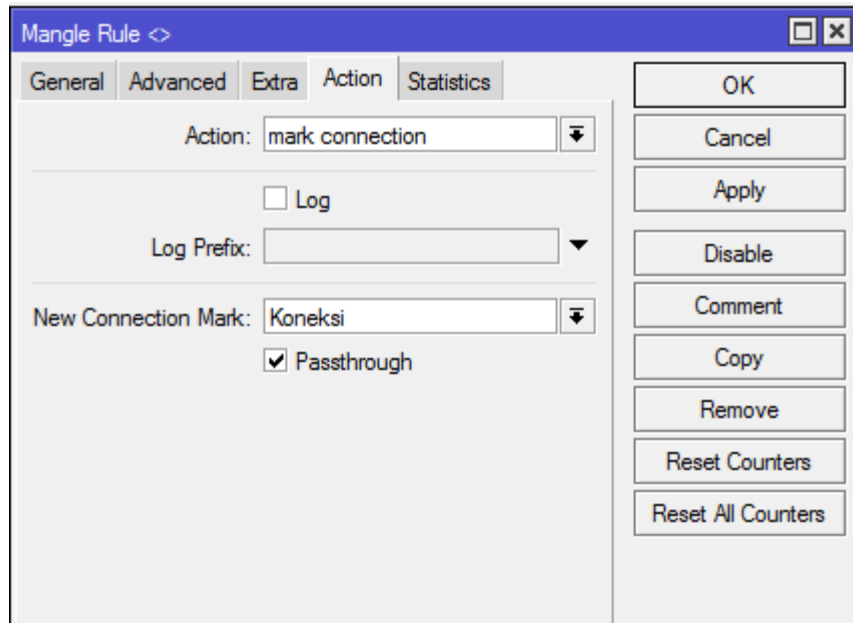 Mangle Rule <>
General Advanced Extra Action Statistics
Action: mark connection
Log
Log Prefix:
New Connection Mark: Koneksi
Passthrough
OK
Cancel
Apply
Disable
Comment
Copy
Remove
Reset Counters
Reset All Counters